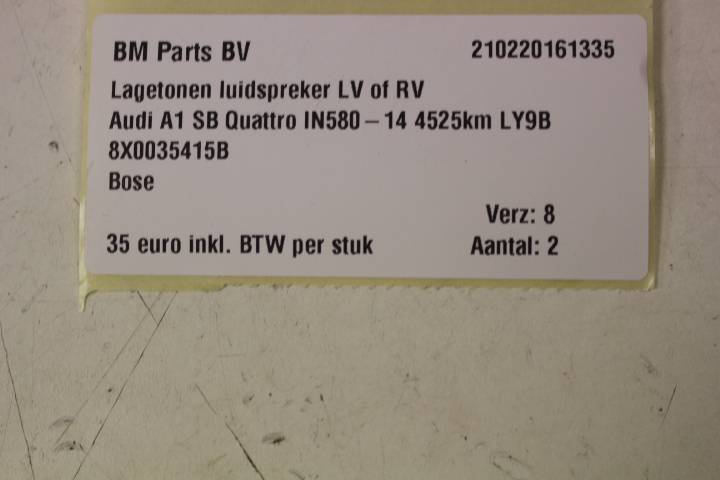 BM Parts BV 210220161335
Lagetonen luidspreker LV of RV
Audi A1 SB Quattro IN580 – 14 4525km LY9B
8X0035415B
Bose
Verz: 8
35 euro inkl. BTW per stuk Aantal: 2